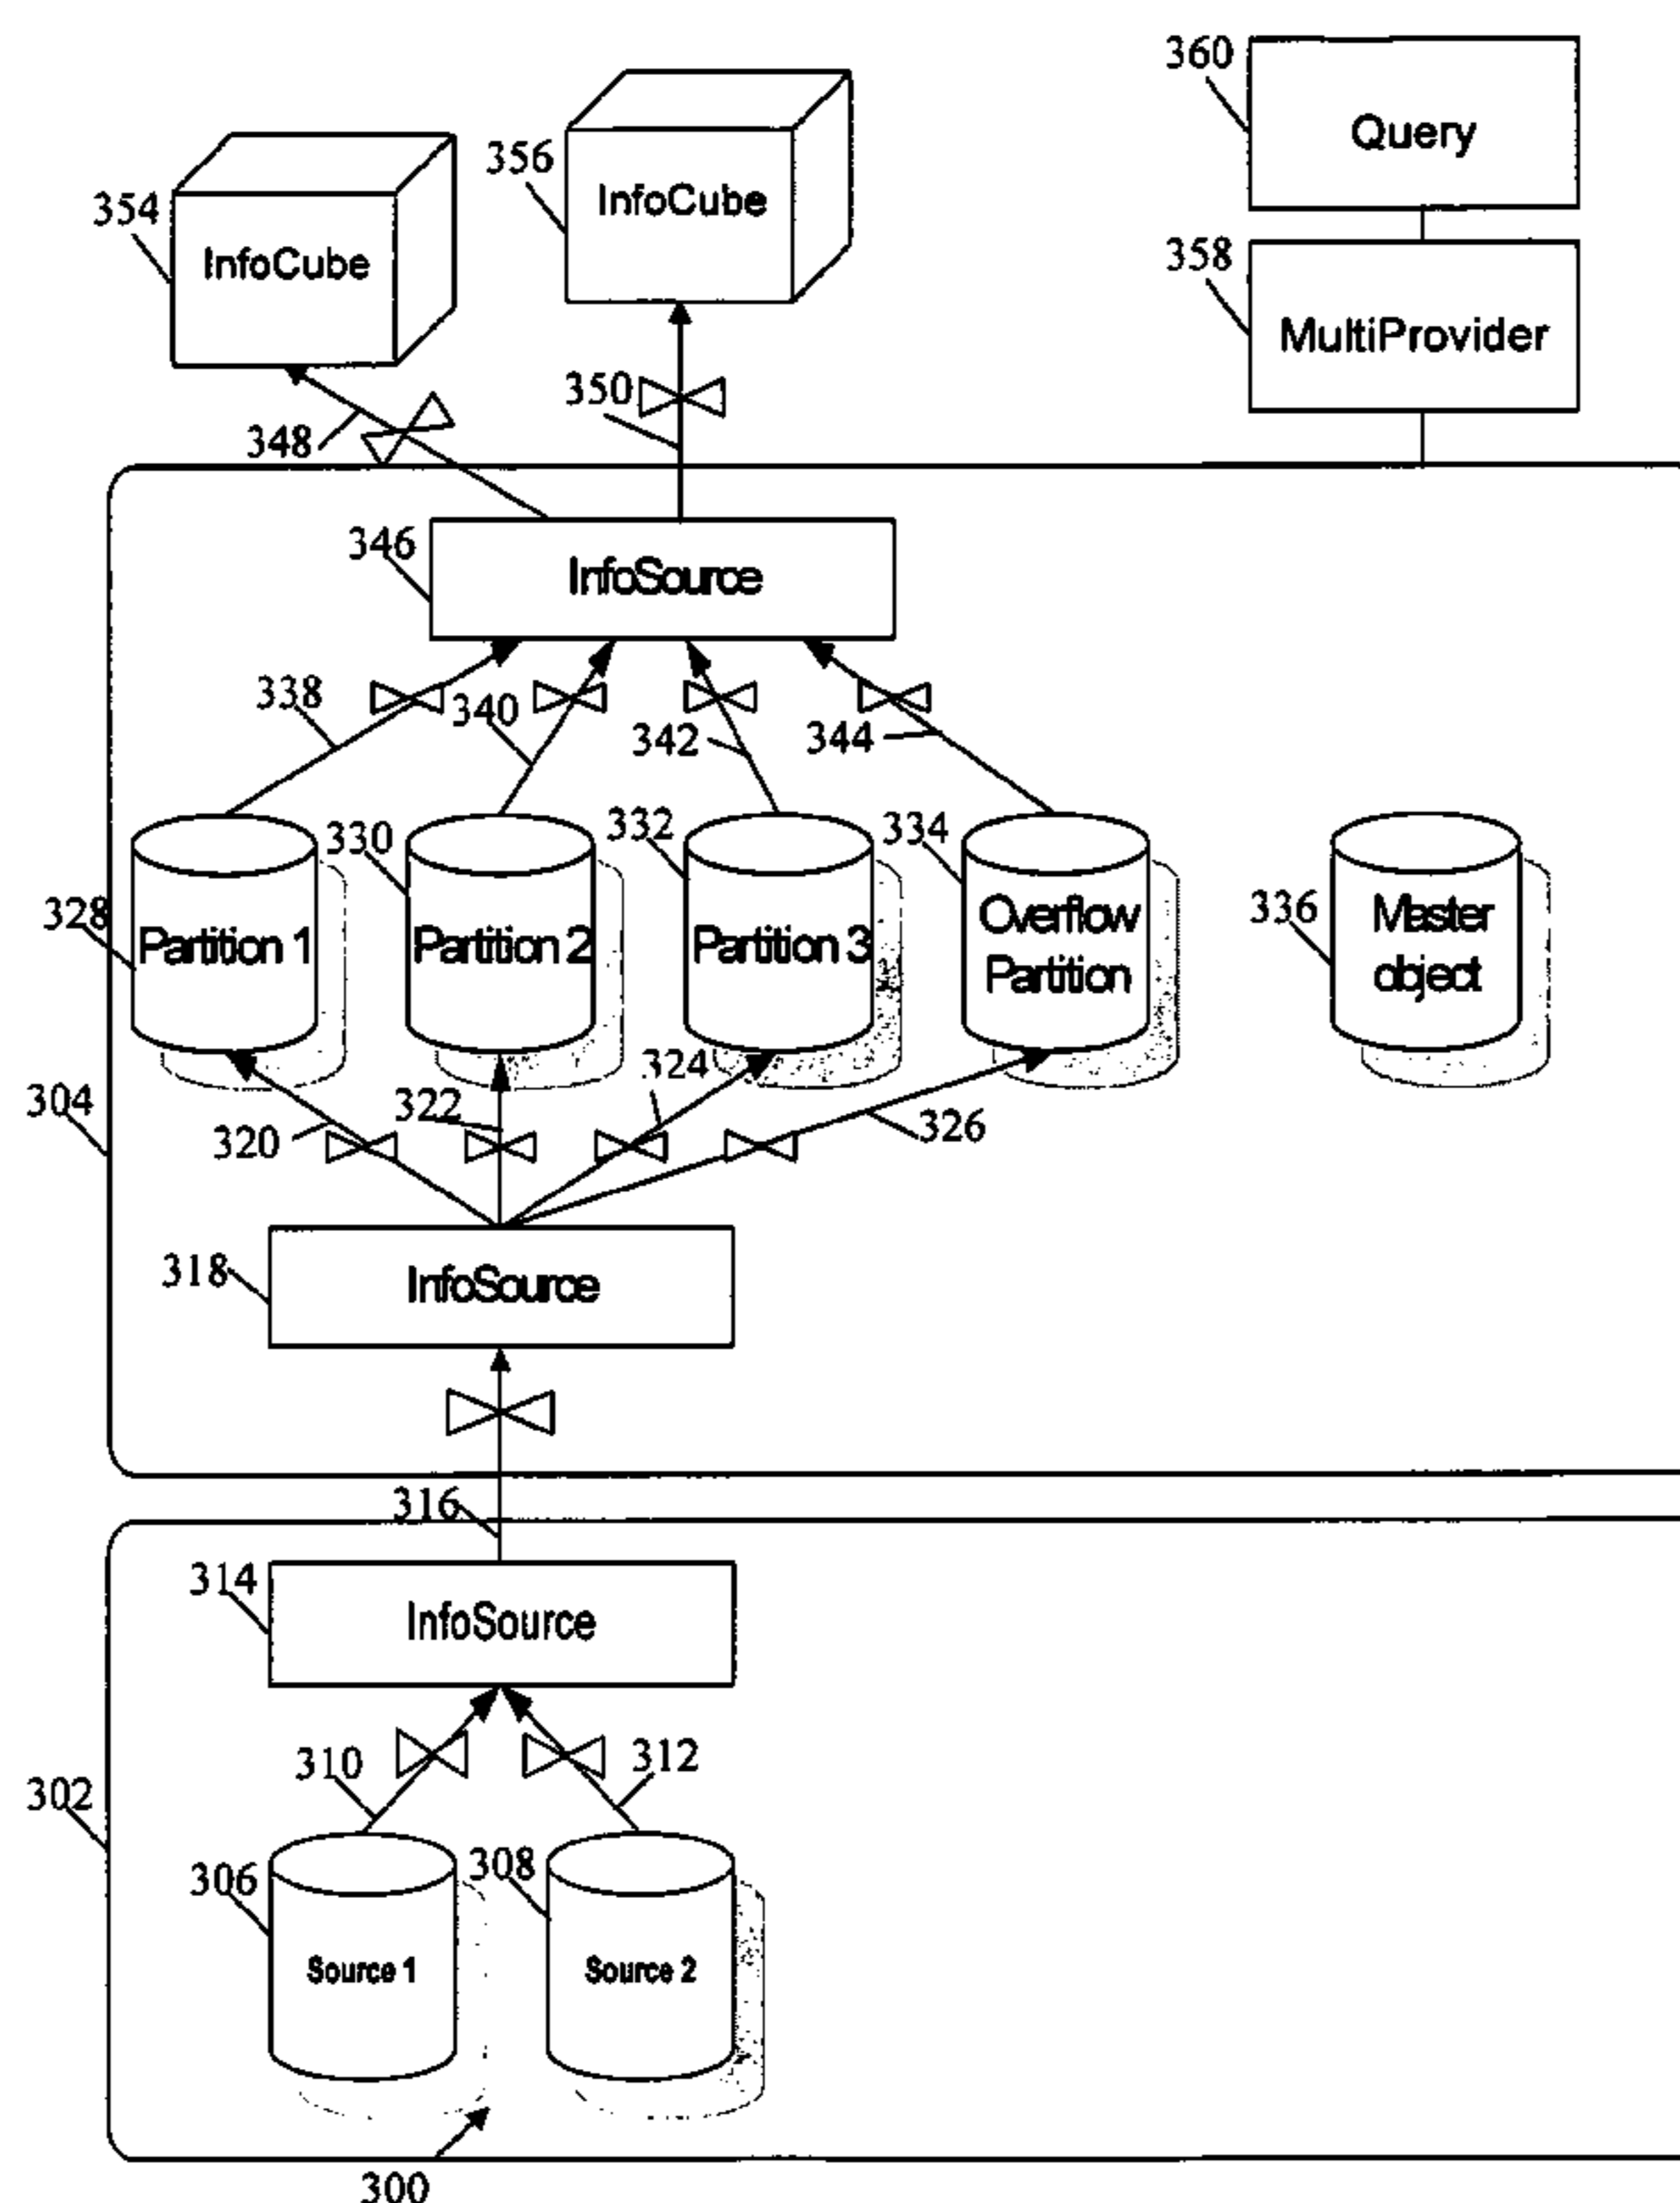 360
Query
356
InfoCube
354
InfoCube
358
MultiProvider
350
348
346
InfoSource
338
340
342
344
328
Partition 1
330
Partition 2
332
Partition 3
334
Overflow
Partition
336
Master
object
304
320
322
324
326
318
InfoSource
316
314
InfoSource
310
312
302
306
Source 1
308
Source 2
300